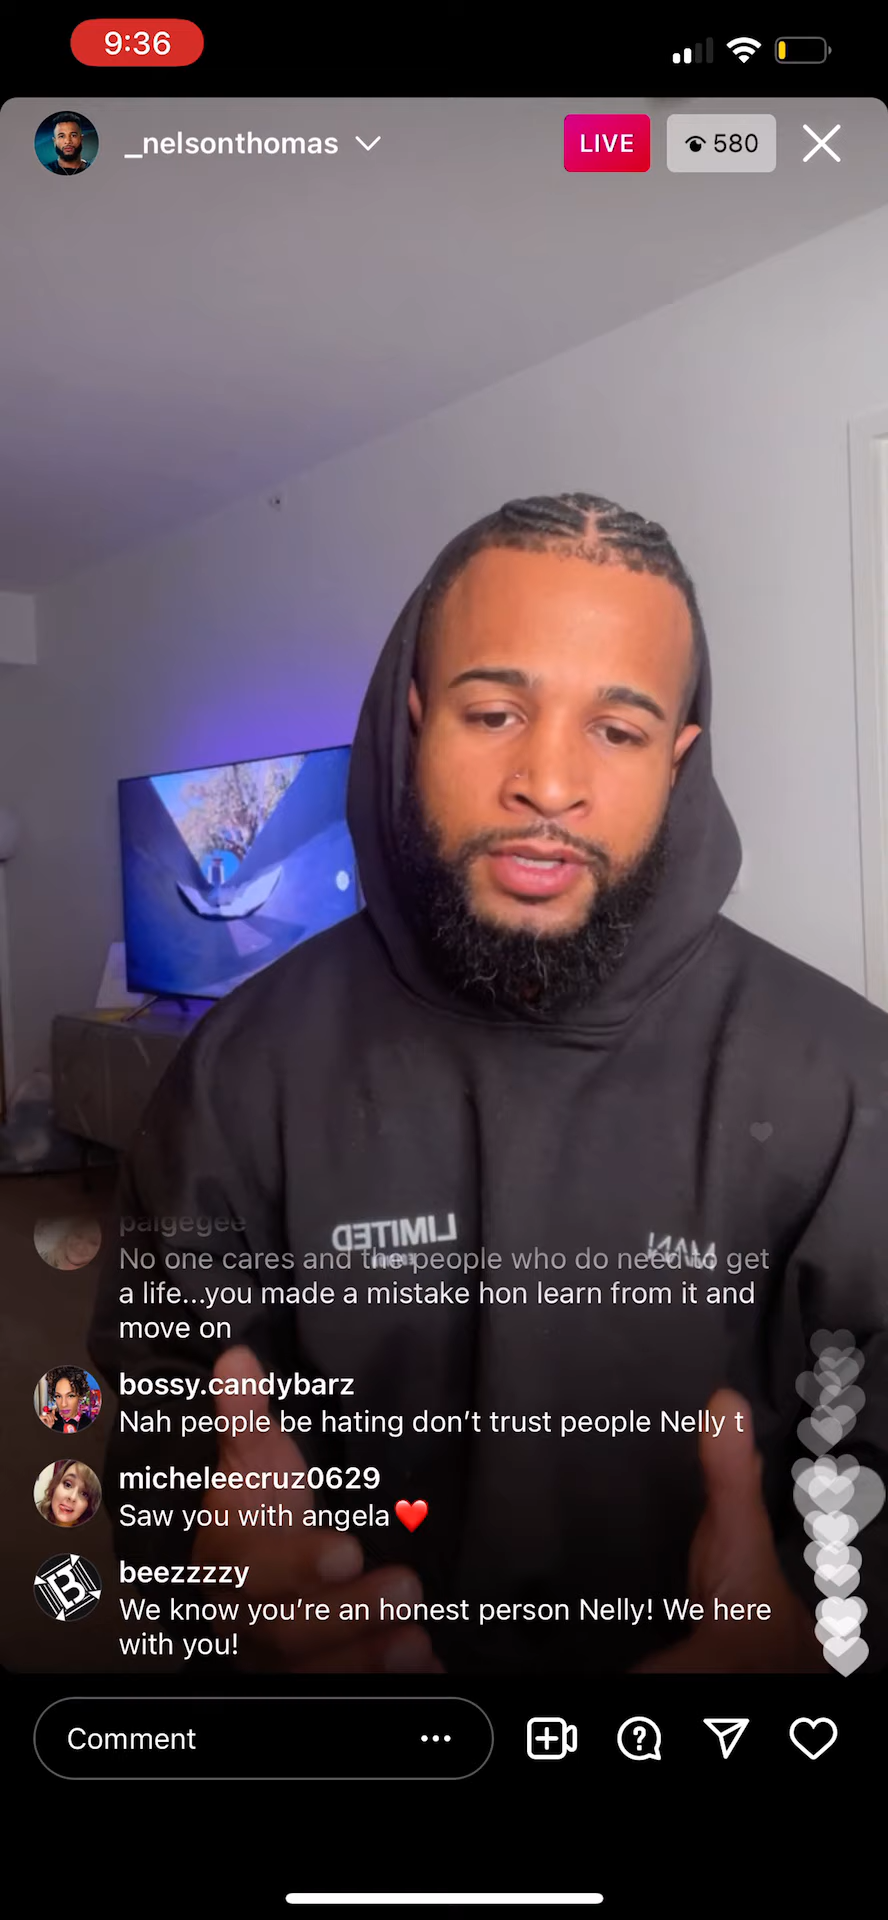 9:36
_nelsonthomas
LIVE
580
LIMITED
paigegee
No one cares and the people who do need to get
a life...you made a mistake hon learn from it and
move on
bossy.candybarz
Nah people be hating don’t trust people Nelly t
micheleecruz0629
Saw you with angela❤️
B
beezzzzy
We know you’re an honest person Nelly! We here
with you!
Comment